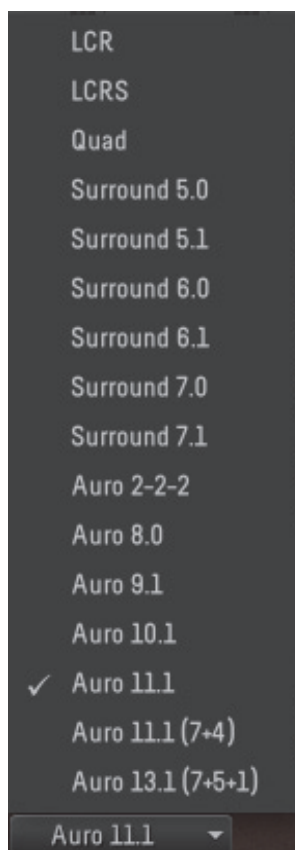 LCR
LCRS
Quad
Surround 5.0
Surround 5.1
Surround 6.0
Surround 6.1
Surround 7.0
Surround 7.1
Auro 2-2-2
Auro 8.0
Auro 9.1
Auro 10.1
✓ Auro 11.1
Auro 11.1 (7+4)
Auro 13.1 (7+5+1)
Auro 11.1